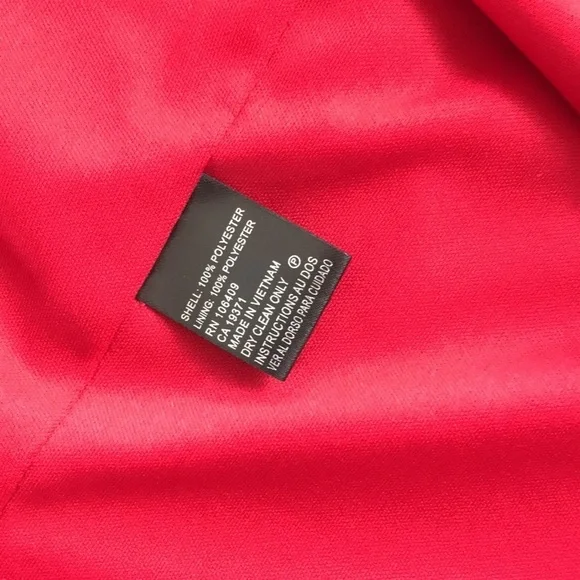 SHELL: 100% POLYESTER
LINING: 100% POLYESTER
RN 106409
CA 19371
MADE IN VIETNAM
DRY CLEAN ONLY Ⓟ
INSTRUCTIONS AU DOS
VER AL DORSO PARA CUIDADO